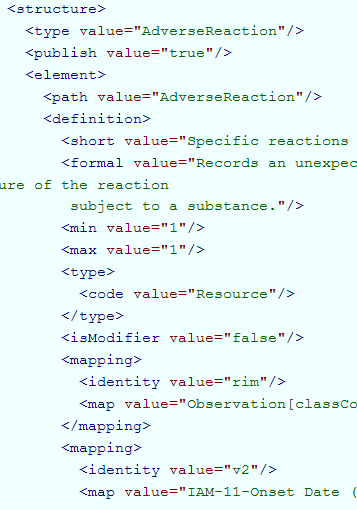 <structure>
<type value="AdverseReaction"/>
<publish value="true"/>
<element>
<path value="AdverseReaction"/>
<definition>
<short value="Specific reactions
<formal value="Records an unexpec
ure of the reaction
subject to a substance."/>
<min value="1"/>
<max value="1"/>
<type>
<code value="Resource"/>
</type>
<isModifier value="false"/>
<mapping>
<identity value="rim"/>
<map value="Observation[classCo
</mapping>
<mapping>
<identity value="v2"/>
<map value="IAM-11-Onset Date (